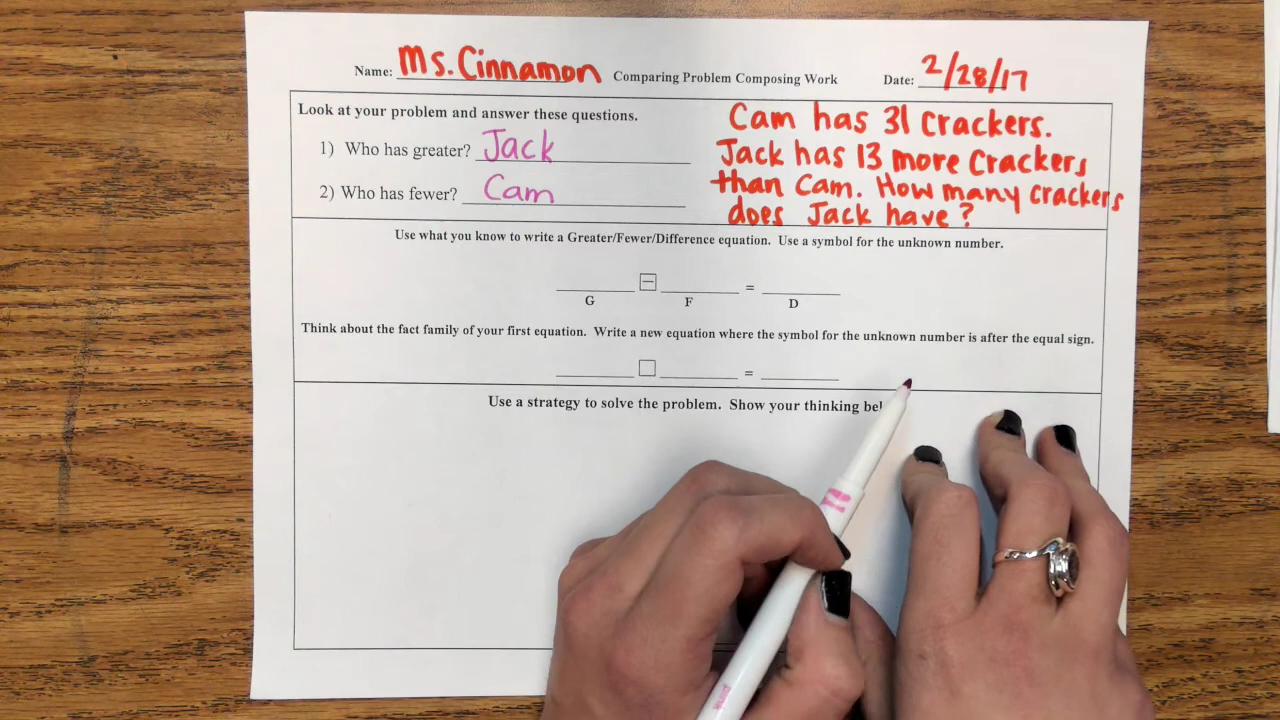 Name: Ms. Cinnamon Comparing Problem Composing Work Date: 2/28/17
Look at your problem and answer these questions.
1) Who has greater? Jack
2) Who has fewer? Cam
Cam has 31 crackers.
Jack has 13 more crackers
than Cam. How many crackers
does Jack have?
Use what you know to write a Greater/Fewer/Difference equation. Use a symbol for the unknown number.
− =
G F D
Think about the fact family of your first equation. Write a new equation where the symbol for the unknown number is after the equal sign.
=
Use a strategy to solve the problem. Show your thinking